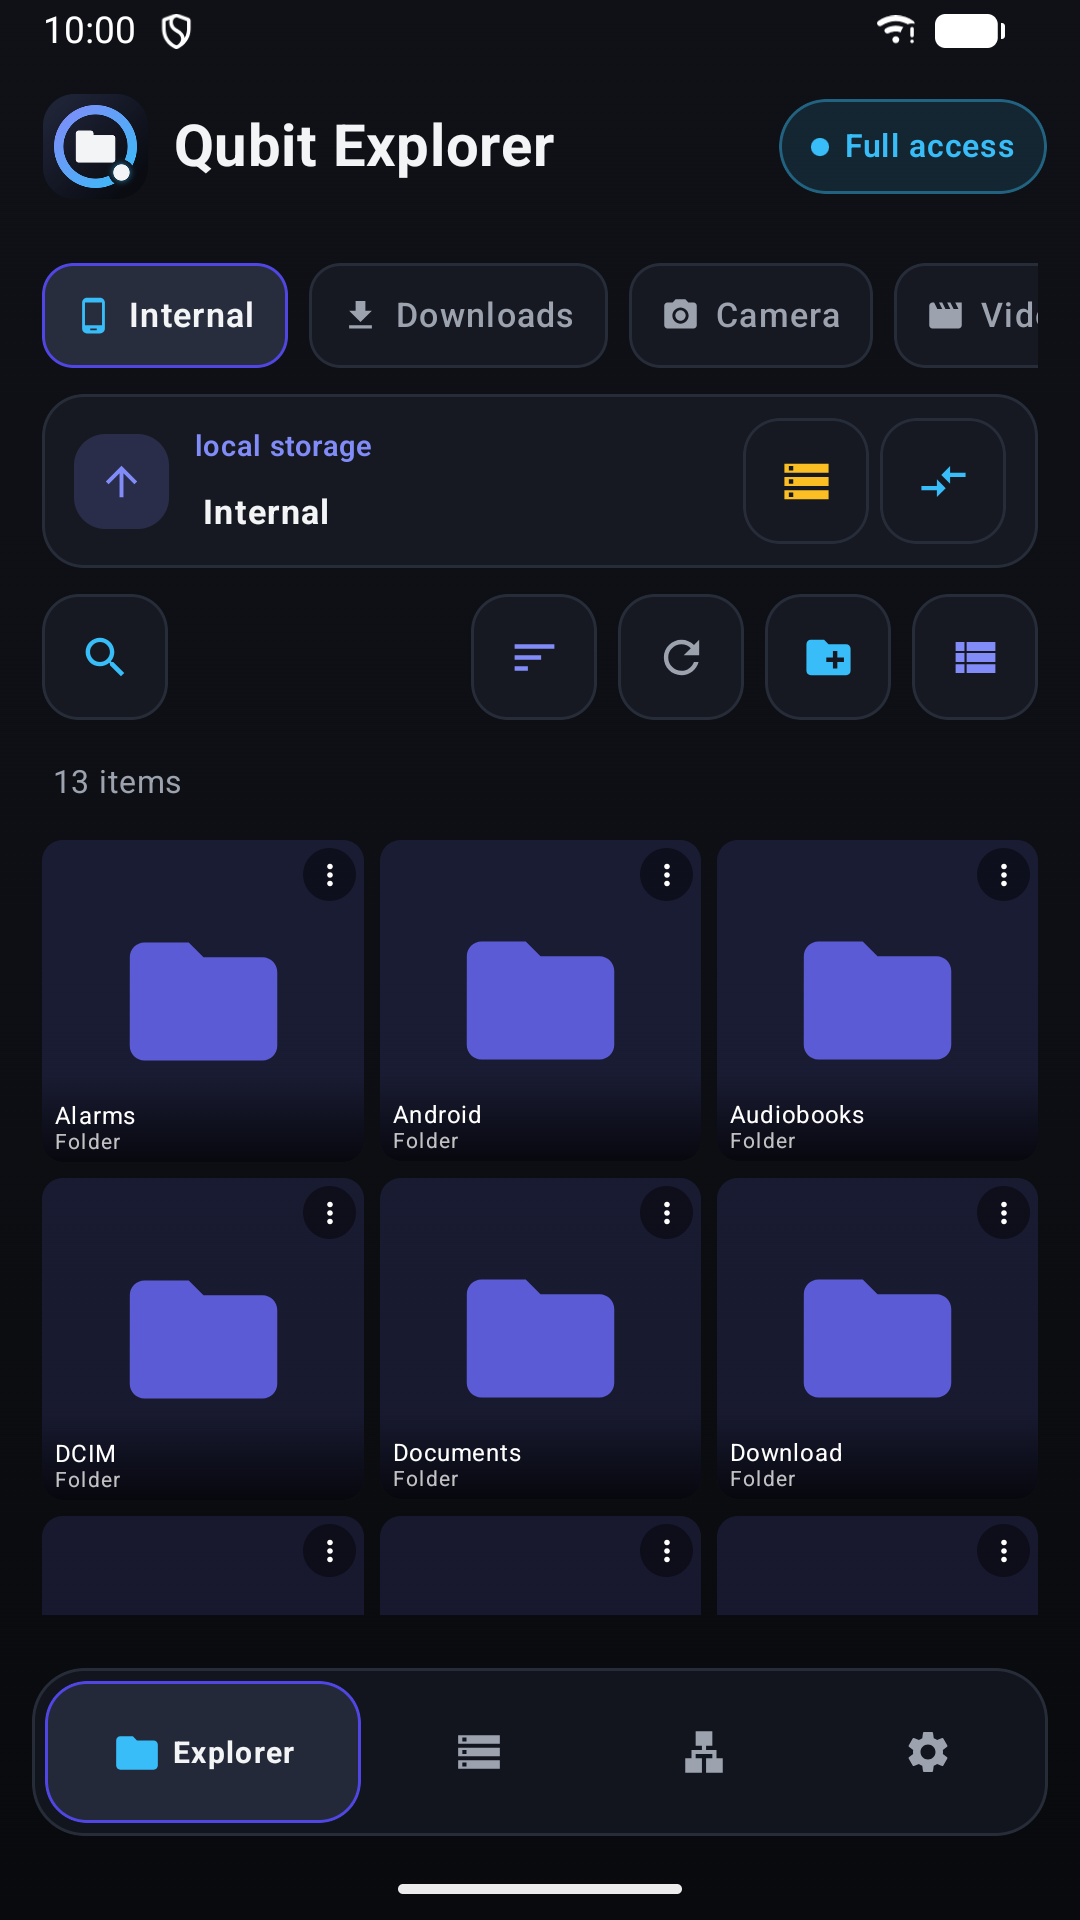 10:00
Qubit Explorer
Full access
Internal
Downloads
Camera
local storage
Internal
13 items
Alarms
Folder
Android
Folder
Audiobooks
Folder
DCIM
Folder
Documents
Folder
Download
Folder
Explorer